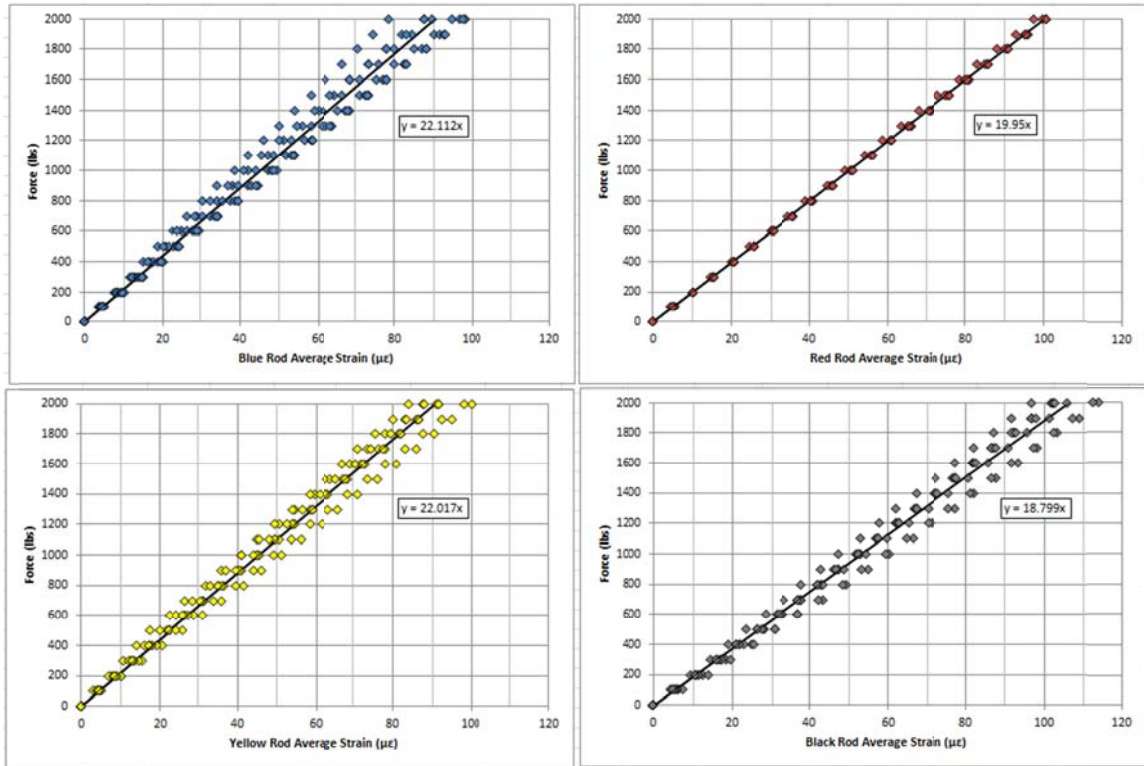 2000
1800
1600
1400
1200
1000
800
600
400
200
0
Force (lbs)
y = 22.112x
0 20 40 60 80 100 120
Blue Rod Average Strain (με)
2000
1800
1600
1400
1200
1000
800
600
400
200
0
Force (lbs)
y = 19.95x
0 20 40 60 80 100 120
Red Rod Average Strain (με)
2000
1800
1600
1400
1200
1000
800
600
400
200
0
Force (lbs)
y = 22.017x
0 20 40 60 80 100 120
Yellow Rod Average Strain (με)
2000
1800
1600
1400
1200
1000
800
600
400
200
0
Force (lbs)
y = 18.799x
0 20 40 60 80 100 120
Black Rod Average Strain (με)